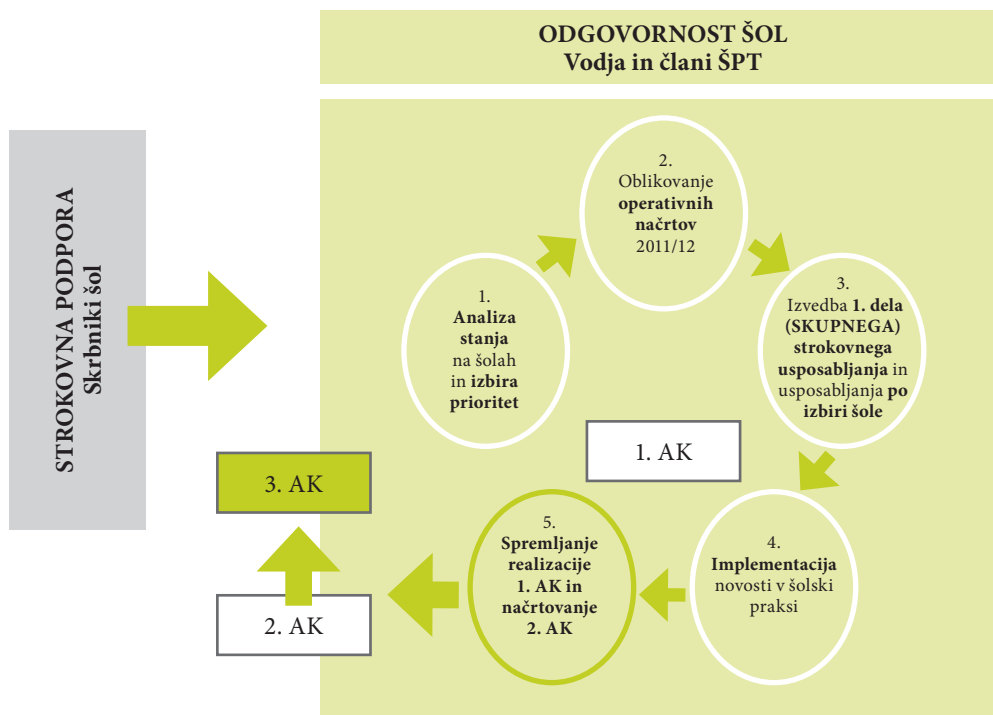 ODGOVORNOST ŠOL
Vodja in člani ŠPT
STROKOVNA PODPORA
Skrbniki šol
1.
Analiza
stanja
na šolah
in izbira
prioritet
2.
Oblikovanje
operativnih
načrtov
2011/12
3.
Izvedba 1. dela
(SKUPNEGA)
strokovnega
usposabljanja in
usposabljanja po
izbiri šole
1. AK
4.
Implementacija
novosti v šolski
praksi
5.
Spremljanje
realizacije
1. AK in
načrtovanje
2. AK
2. AK
3. AK